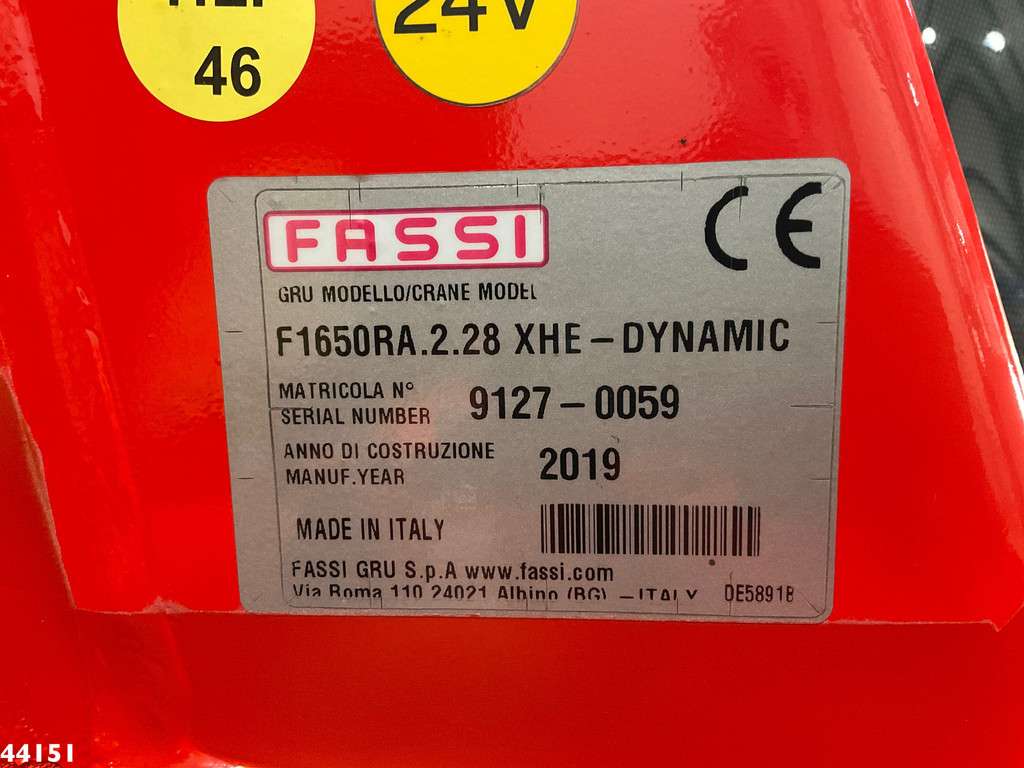 46
24V
FASSI
CE
GRU MODELLO/CRANE MODEL
F1650RA.2.28 XHE – DYNAMIC
MATRICOLA N°
SERIAL NUMBER 9127 – 0059
ANNO DI COSTRUZIONE
MANUF.YEAR 2019
MADE IN ITALY
FASSI GRU S.p.A www.fassi.com
Via Roma 110 24021 Albino (BG) – ITALY DE5891B
44151